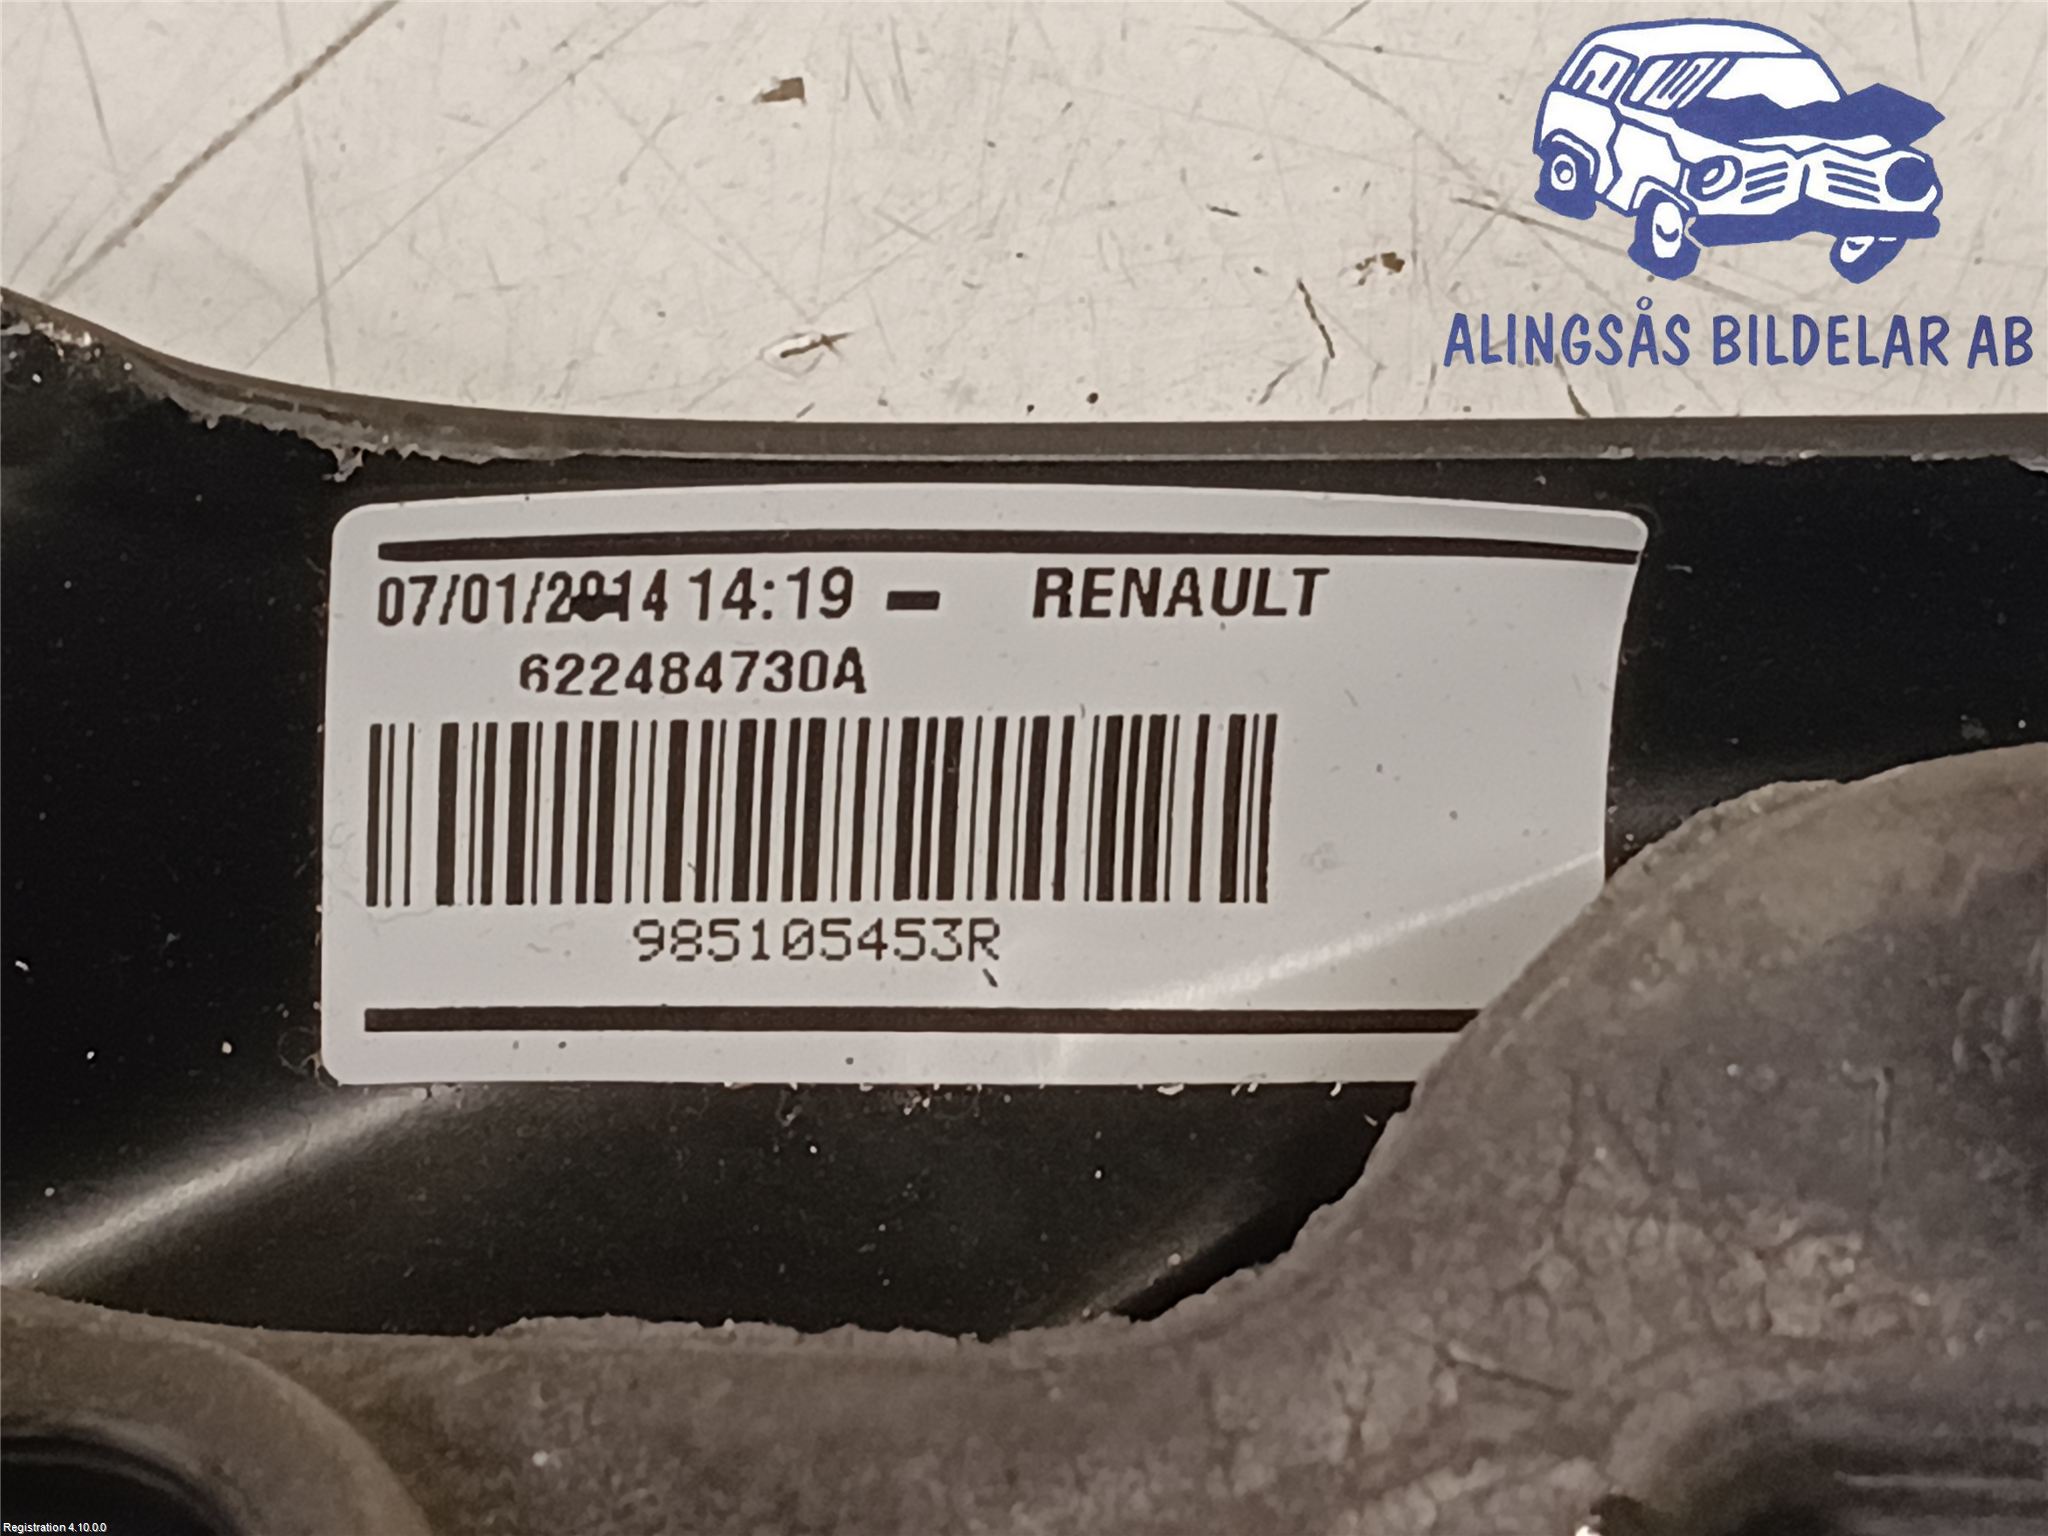 ALINGSÅS BILDELAR AB
07/01/2014 14:19 - RENAULT
622484730A
985105453R
Registration 4.10.0.0